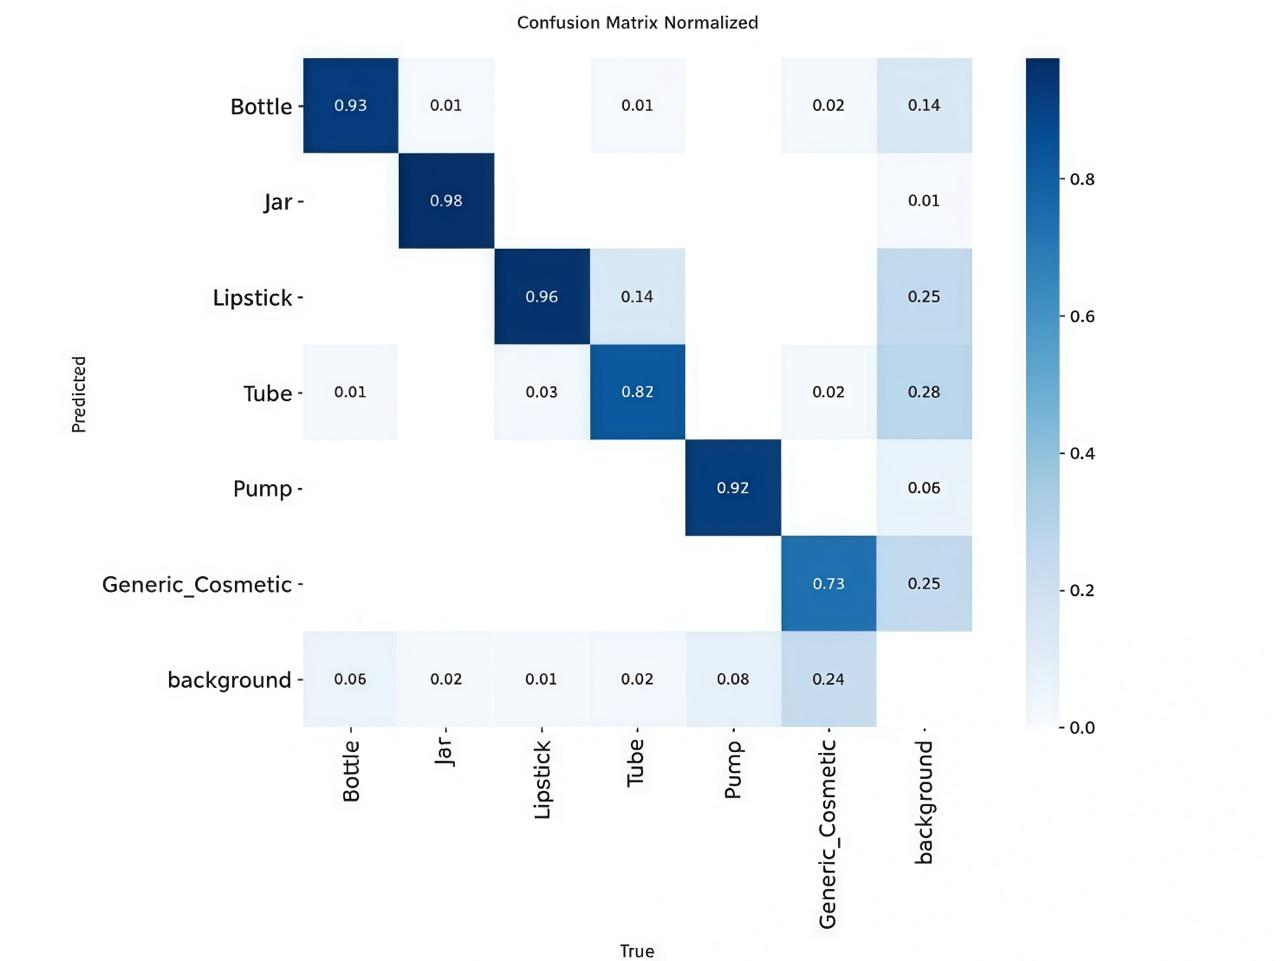 Confusion Matrix Normalized
Bottle 0.93 0.01 0.01 0.02 0.14
Jar 0.98 0.01
Lipstick 0.96 0.14 0.25
Tube 0.01 0.03 0.82 0.02 0.28
Pump 0.92 0.06
Generic_Cosmetic 0.73 0.25
background 0.06 0.02 0.01 0.02 0.08 0.24
Bottle Jar Lipstick Tube Pump Generic_Cosmetic background
Predicted
True
0.8
0.6
0.4
0.2
0.0